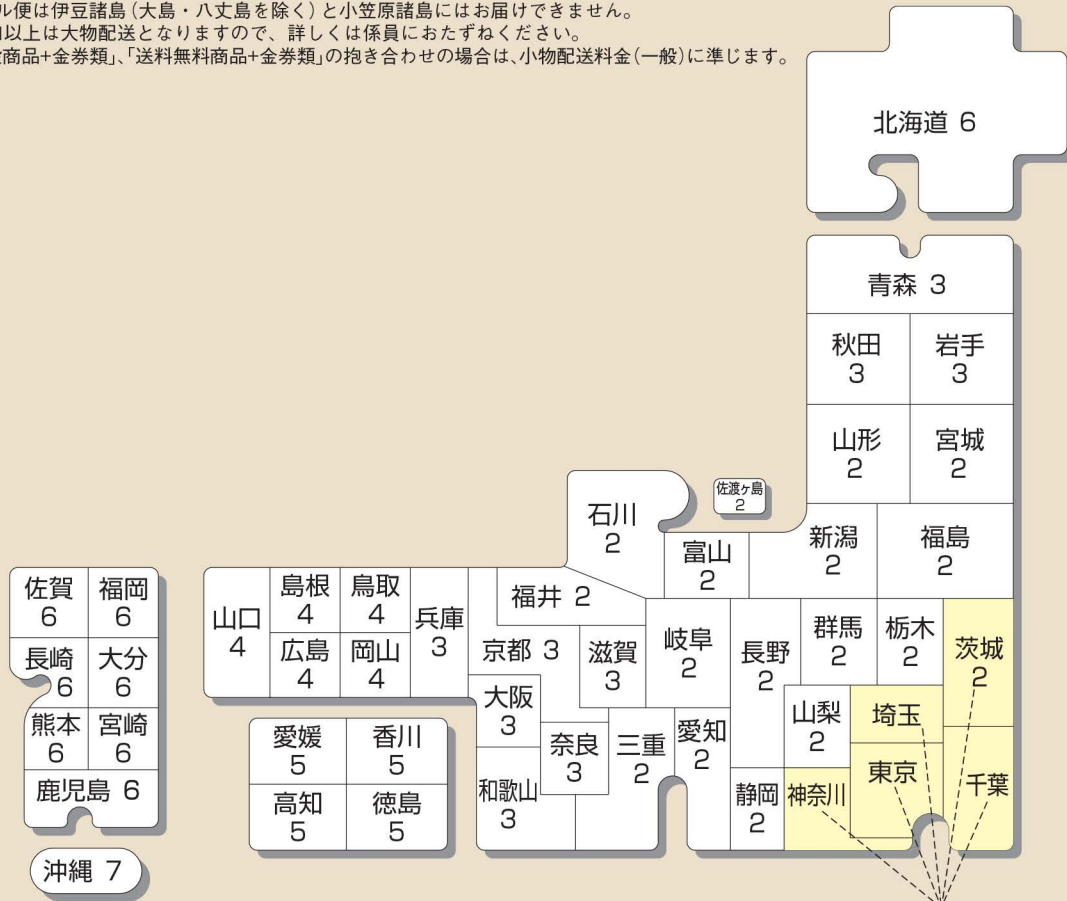 ル便は伊豆諸島（大島・八丈島を除く）と小笠原諸島にはお届けできません。
以上は大物配送となりますので、詳しくは係員におたずねください。
商品+金券類」、「送料無料商品+金券類」の抱き合わせの場合は、小物配送料金（一般）に準じます。
北海道 6
青森 3
秋田
3
岩手
3
山形
2
宮城
2
佐渡ヶ島
2
石川
2
富山
2
新潟
2
福島
2
佐賀
6
福岡
6
長崎
6
大分
6
熊本
6
宮崎
6
鹿児島 6
沖縄 7
山口
4
島根
4
鳥取
4
広島
4
岡山
4
兵庫
3
福井 2
京都 3
滋賀
3
岐阜
2
長野
2
群馬
2
栃木
2
茨城
2
大阪
3
奈良
3
三重
2
愛知
2
山梨
2
埼玉
東京
千葉
和歌山
3
静岡
2
神奈川
愛媛
5
香川
5
高知
5
徳島
5